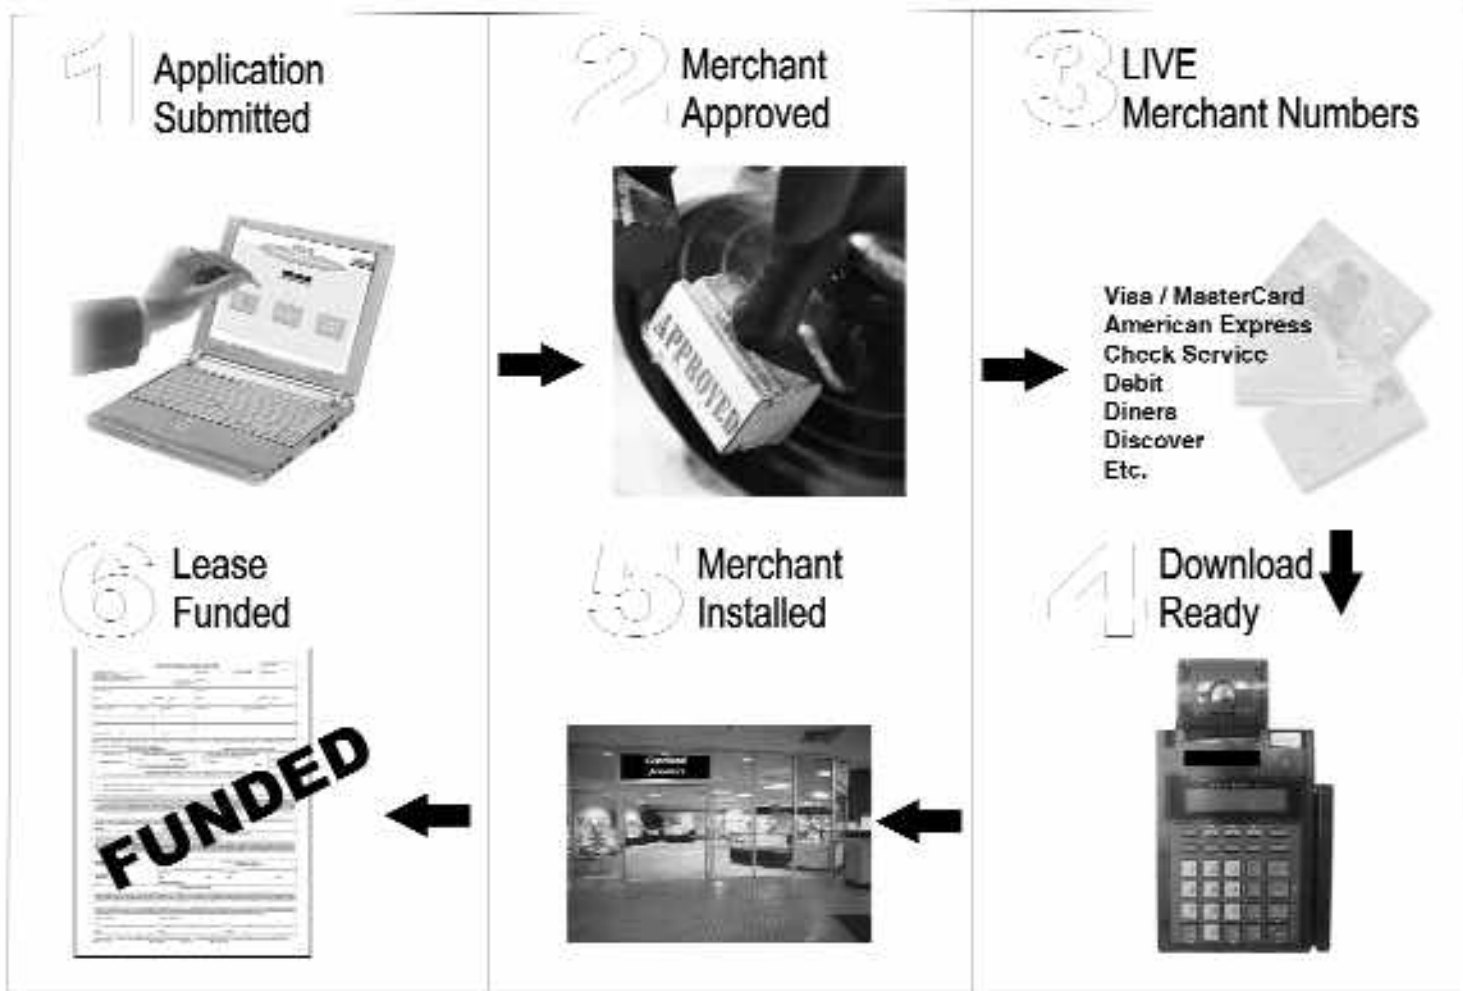 1
Application
Submitted
2
Merchant
Approved
APPROVED
3
LIVE
Merchant Numbers
Visa / MasterCard
American Express
Check Service
Debit
Diners
Discover
Etc.
4
Download
Ready
5
Merchant
Installed
6
Lease
Funded
FUNDED